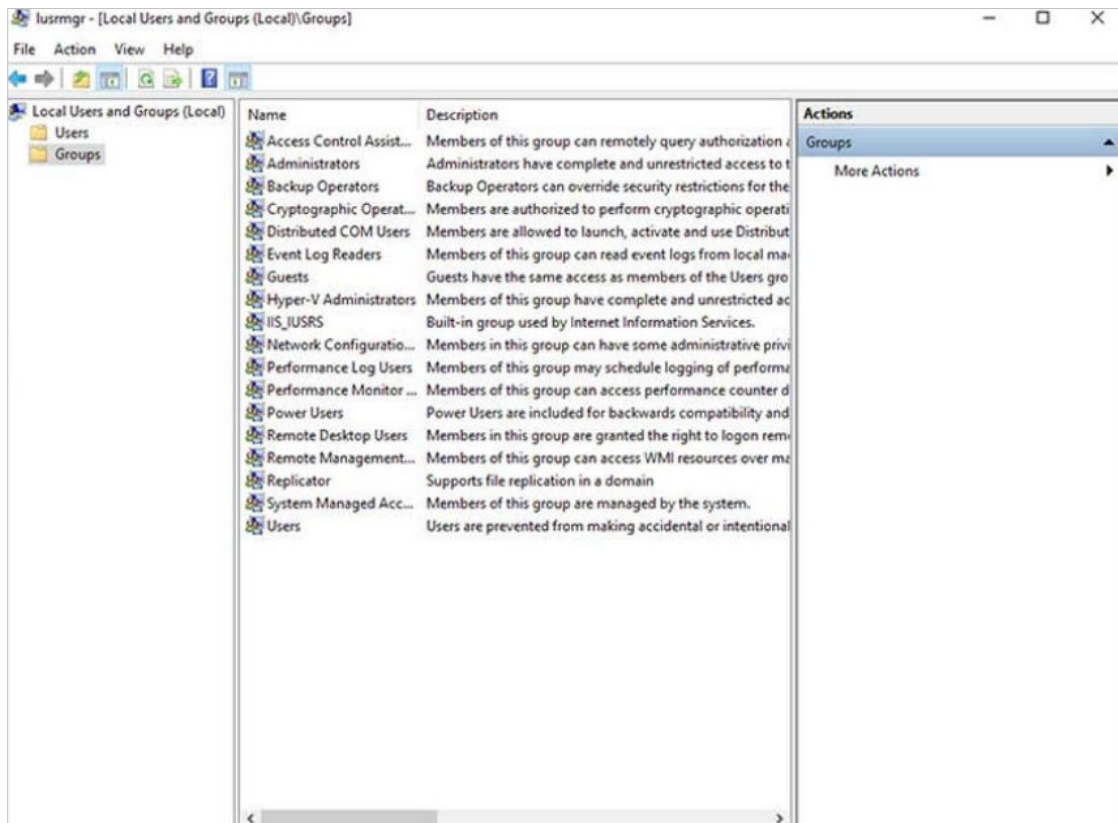 lusrmgr - [Local Users and Groups (Local)\Groups]
File Action View Help
Local Users and Groups (Local)
Users
Groups
Name Description
Access Control Assist... Members of this group can remotely query authorization a
Administrators Administrators have complete and unrestricted access to t
Backup Operators Backup Operators can override security restrictions for the
Cryptographic Operat... Members are authorized to perform cryptographic operati
Distributed COM Users Members are allowed to launch, activate and use Distribut
Event Log Readers Members of this group can read event logs from local ma
Guests Guests have the same access as members of the Users gro
Hyper-V Administrators Members of this group have complete and unrestricted ac
IIS_IUSRS Built-in group used by Internet Information Services.
Network Configuratio... Members in this group can have some administrative privi
Performance Log Users Members of this group may schedule logging of performa
Performance Monitor ... Members of this group can access performance counter d
Power Users Power Users are included for backwards compatibility and
Remote Desktop Users Members in this group are granted the right to logon rem
Remote Management... Members of this group can access WMI resources over ma
Replicator Supports file replication in a domain
System Managed Acc... Members of this group are managed by the system.
Users Users are prevented from making accidental or intentional
Actions
Groups
More Actions